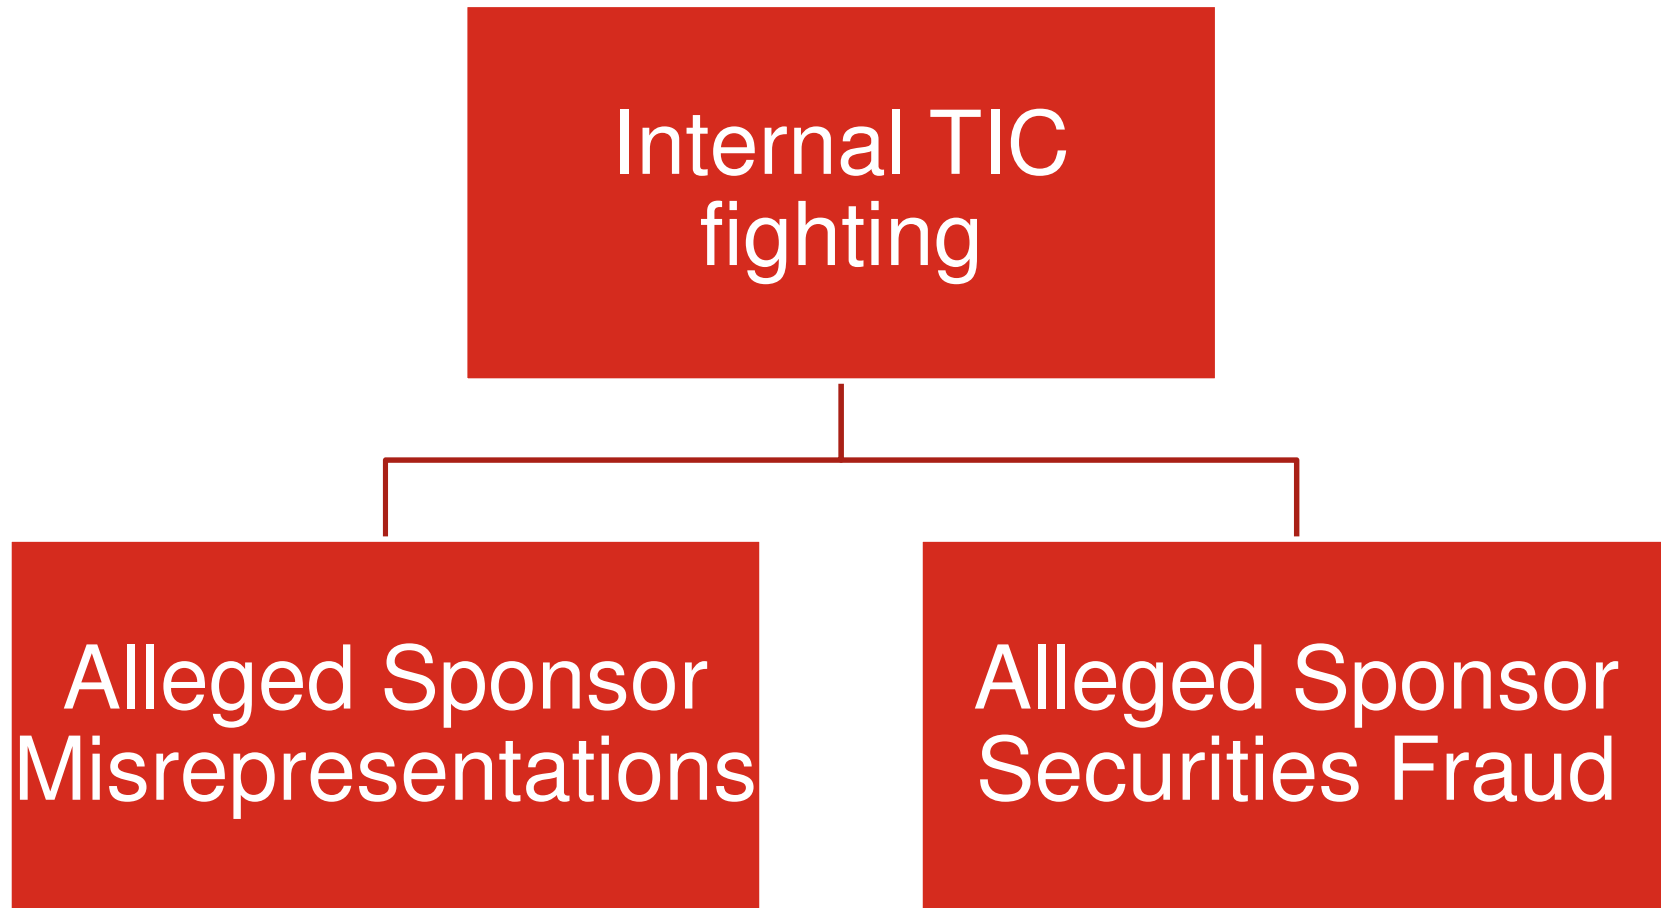 Internal TIC
fighting
Alleged Sponsor
Misrepresentations
Alleged Sponsor
Securities Fraud